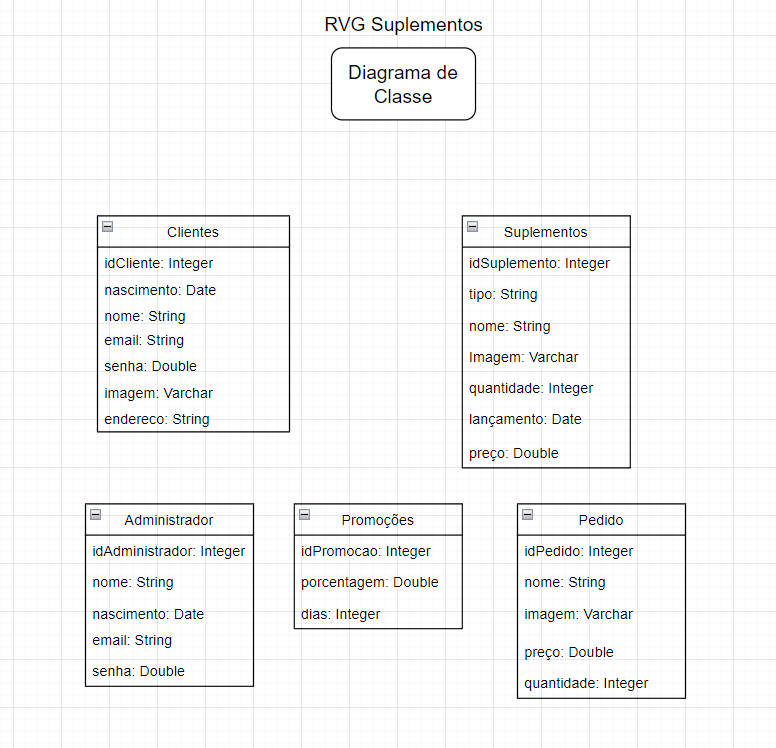 RVG Suplementos
Diagrama de
Classe
Clientes
idCliente: Integer
nascimento: Date
nome: String
email: String
senha: Double
imagem: Varchar
endereco: String
Suplementos
idSuplemento: Integer
tipo: String
nome: String
Imagem: Varchar
quantidade: Integer
lançamento: Date
preço: Double
Administrador
idAdministrador: Integer
nome: String
nascimento: Date
email: String
senha: Double
Promoções
idPromocao: Integer
porcentagem: Double
dias: Integer
Pedido
idPedido: Integer
nome: String
imagem: Varchar
preço: Double
quantidade: Integer